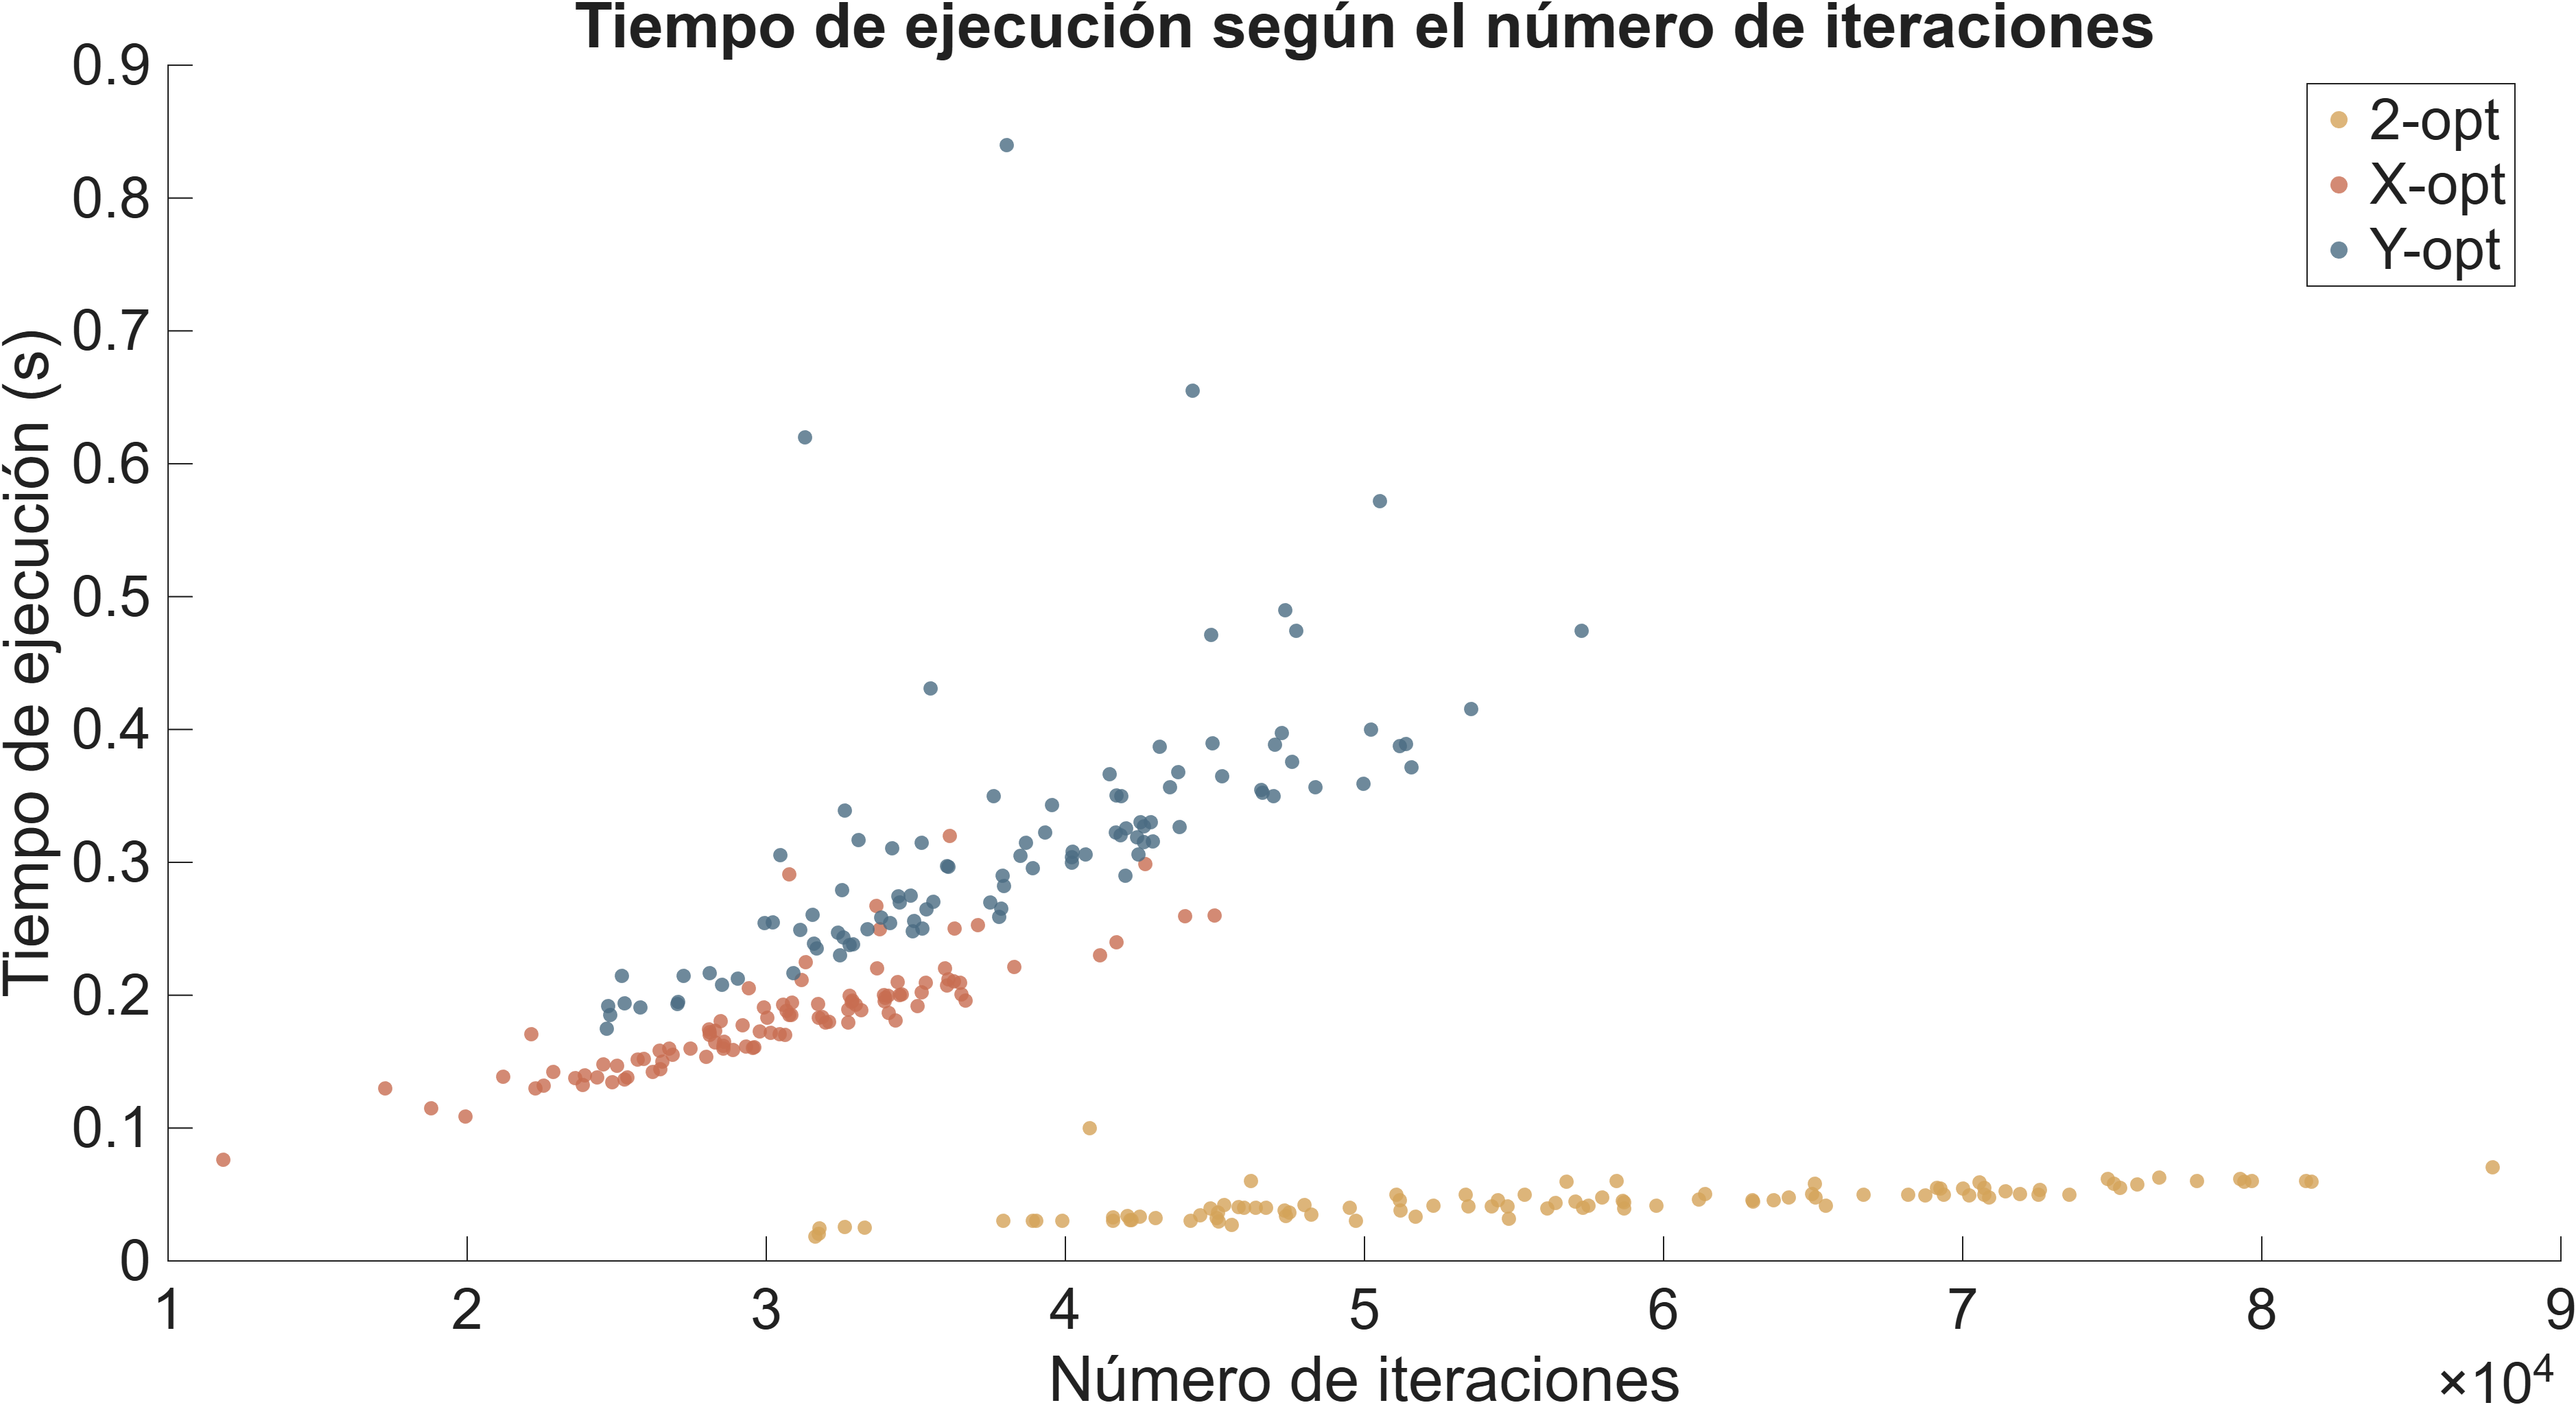 Tiempo de ejecución según el número de iteraciones
0.9
0.8
0.7
0.6
0.5
0.4
0.3
0.2
0.1
0
Tiempo de ejecución (s)
2-opt
X-opt
Y-opt
1 2 3 4 5 6 7 8 9
Número de iteraciones
×10⁴